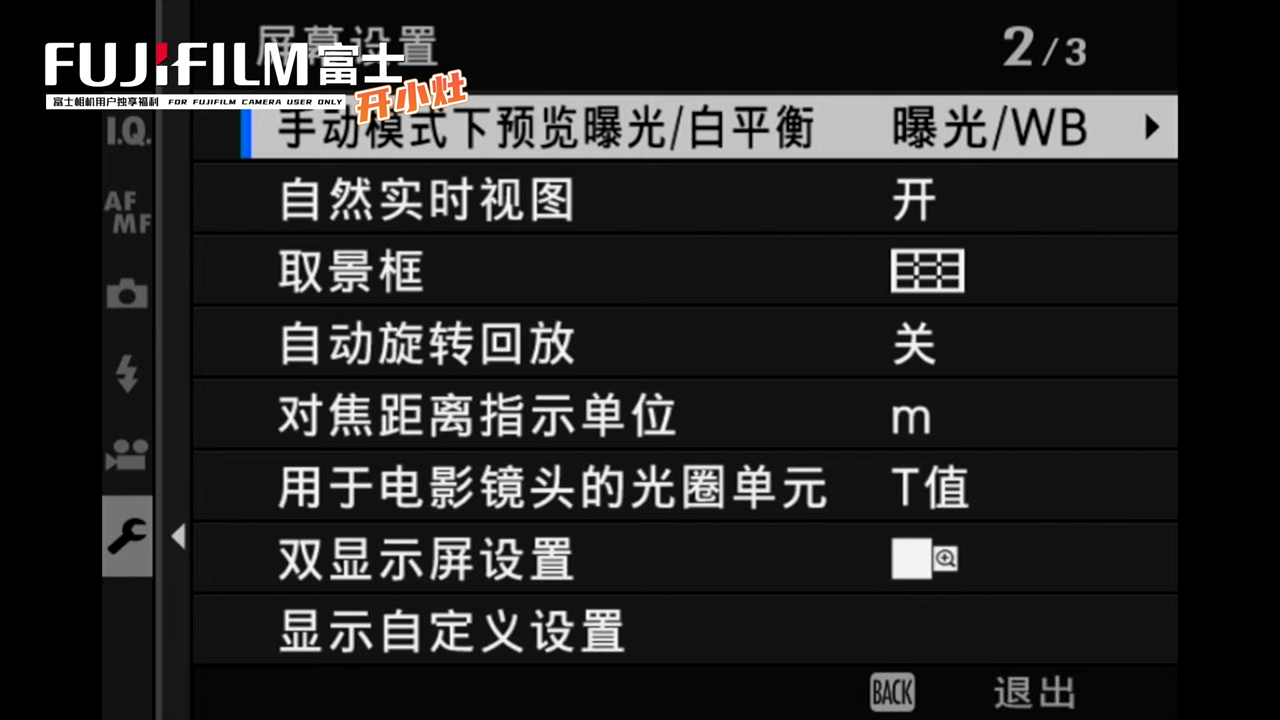 屏幕设置 2/3
FUJIFILM富士
富士相机用户独享福利 FOR FUJIFILM CAMERA USER ONLY
开小灶
I.Q.
手动模式下预览曝光/白平衡 曝光/WB
AF
MF
自然实时视图 开
取景框
自动旋转回放 关
对焦距离指示单位 m
用于电影镜头的光圈单元 T值
双显示屏设置
显示自定义设置
BACK 退出